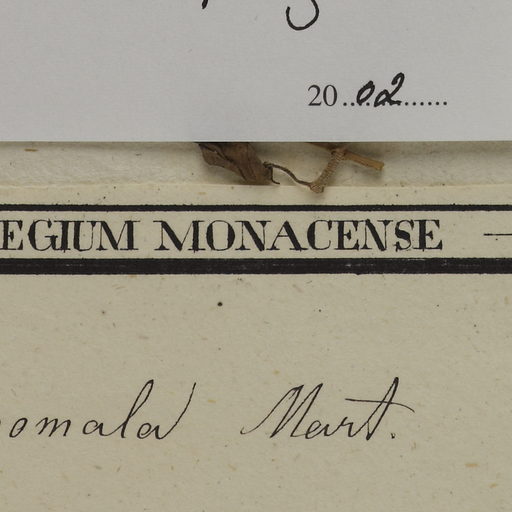 20..02......
EGIUM MONACENSE —
omala Mart.